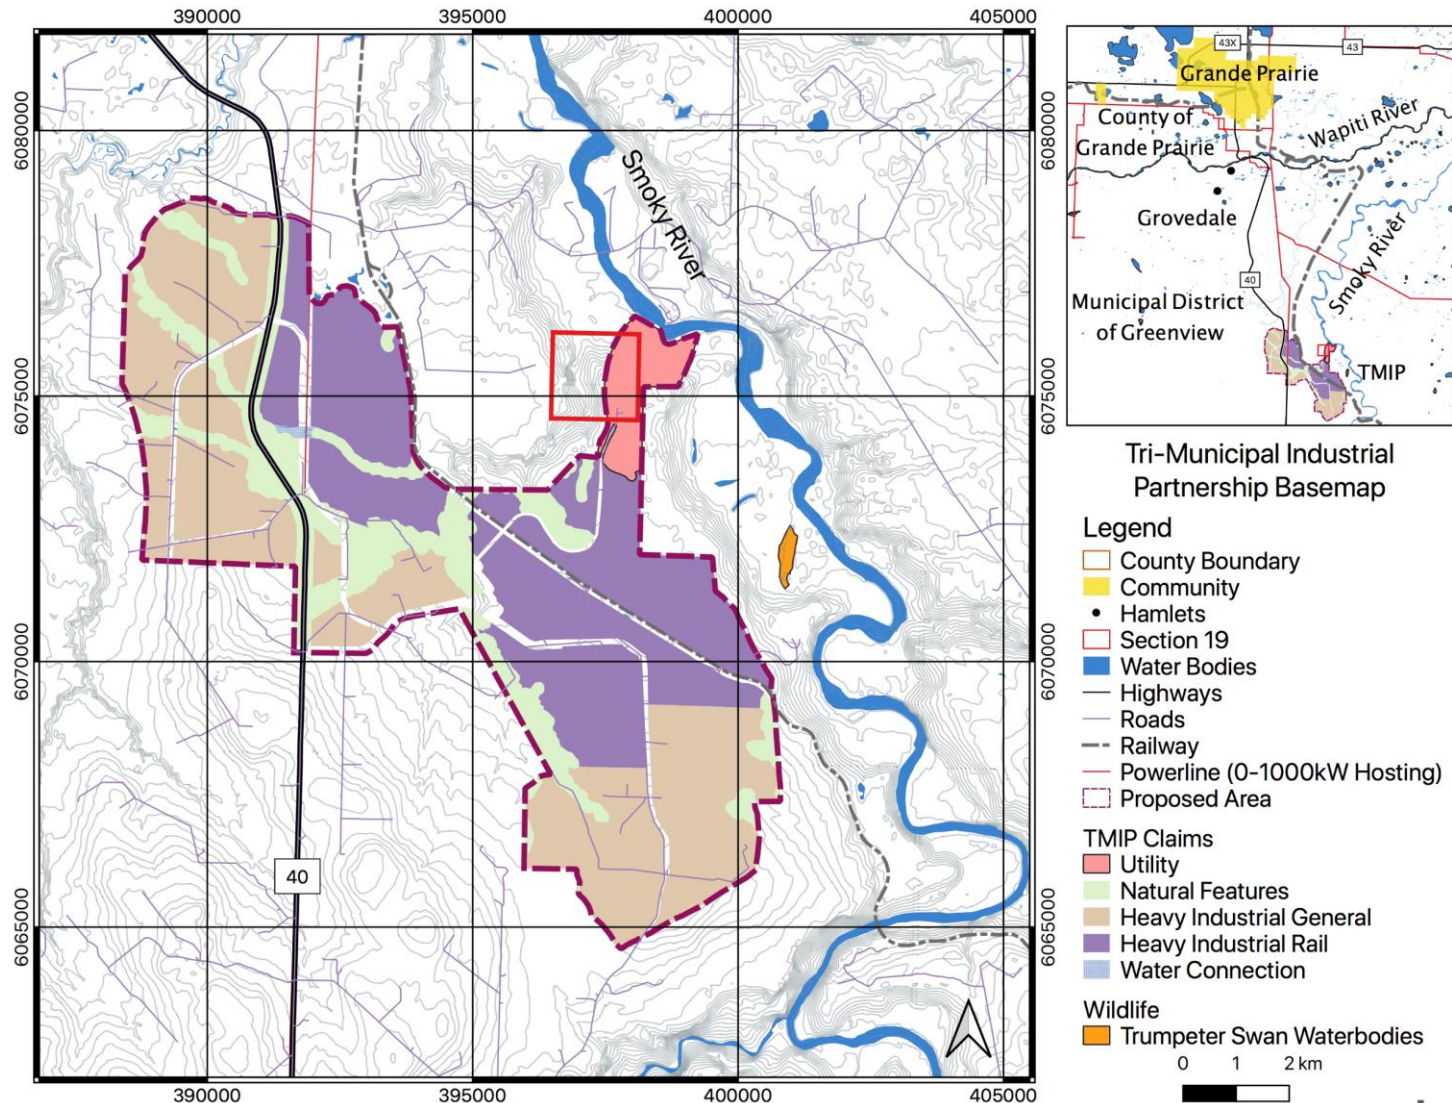 390000
395000
400000
405000
6080000
6075000
6070000
6065000
Smoky River
40
6080000
6075000
6070000
6065000
390000
395000
400000
405000
43X
43
Grande Prairie
County of
Grande Prairie
Wapiti River
Grovedale
Smoky River
40
Municipal District
of Greenview
TMIP
Tri-Municipal Industrial
Partnership Basemap
Legend
County Boundary
Community
Hamlets
Section 19
Water Bodies
Highways
Roads
Railway
Powerline (0-1000kW Hosting)
Proposed Area
TMIP Claims
Utility
Natural Features
Heavy Industrial General
Heavy Industrial Rail
Water Connection
Wildlife
Trumpeter Swan Waterbodies
0 1 2 km